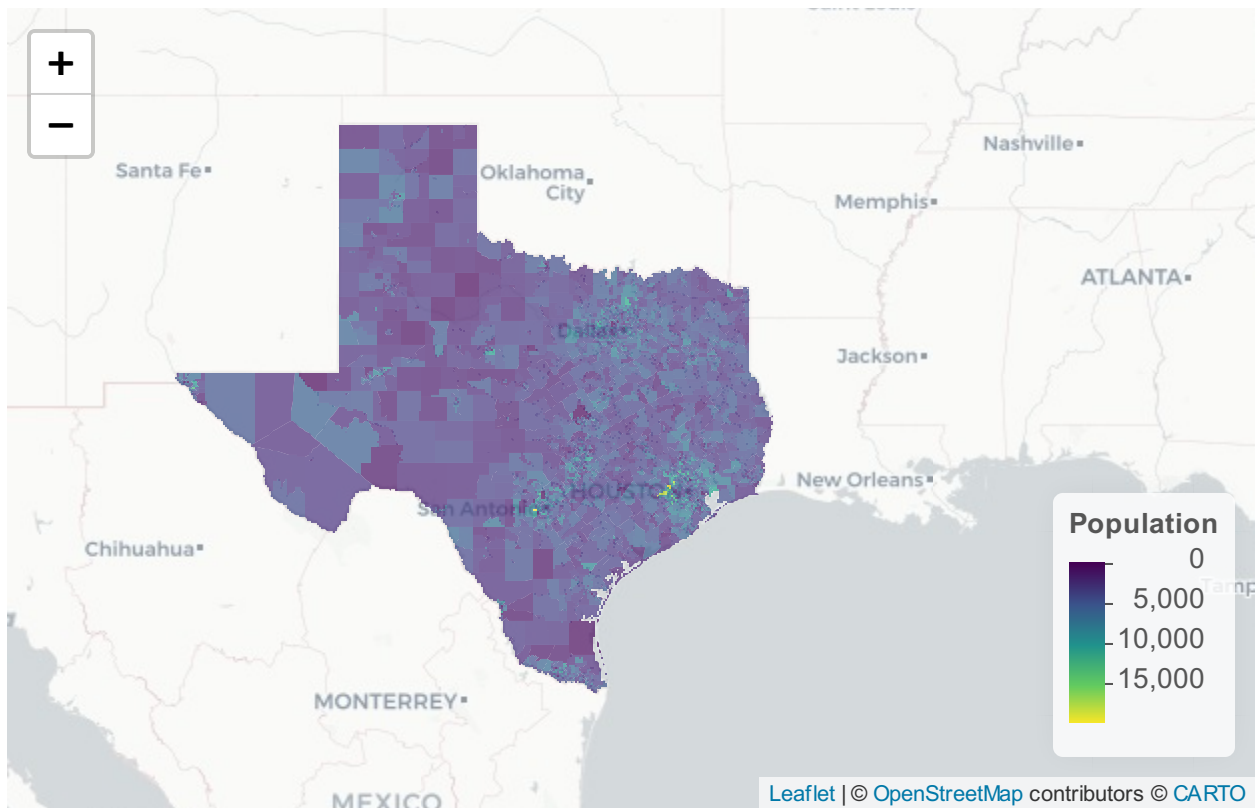 +
−
Santa Fe
Oklahoma
City
Nashville
Memphis
ATLANTA
Dallas
Jackson
New Orleans
HOUSTON
San Antonio
Chihuahua
MONTERREY
MEXICO
Population
0
5,000
10,000
15,000
Tamp
Leaflet | © OpenStreetMap contributors © CARTO